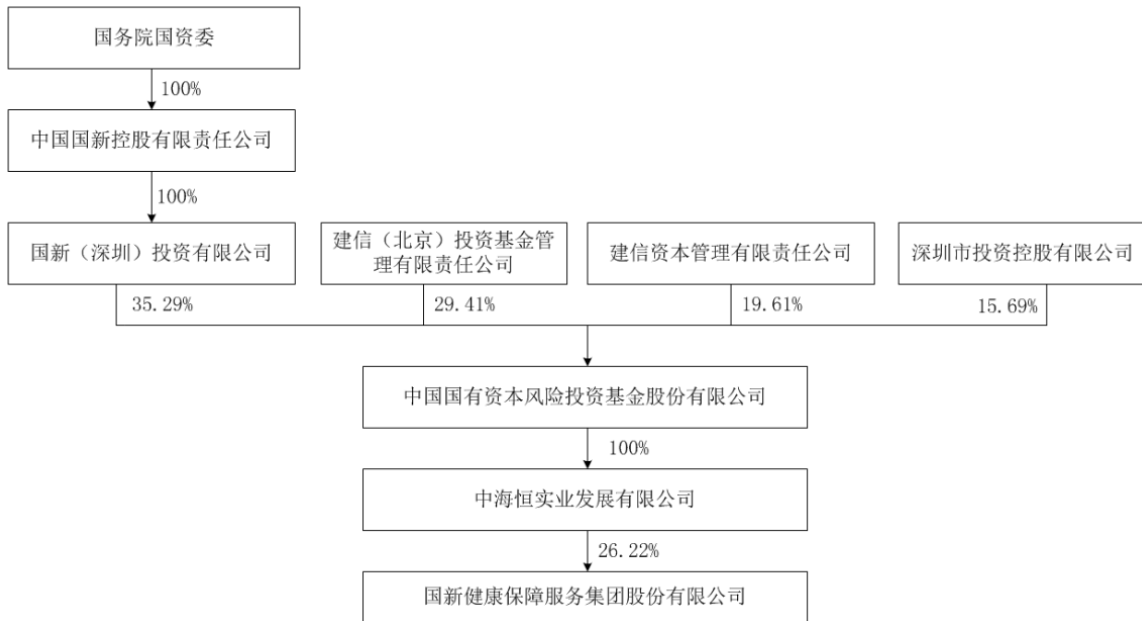 国务院国资委
100%
中国国新控股有限责任公司
100%
国新（深圳）投资有限公司
建信（北京）投资基金管
理有限责任公司
建信资本管理有限责任公司
深圳市投资控股有限公司
35.29%
29.41%
19.61%
15.69%
中国国有资本风险投资基金股份有限公司
100%
中海恒实业发展有限公司
26.22%
国新健康保障服务集团股份有限公司